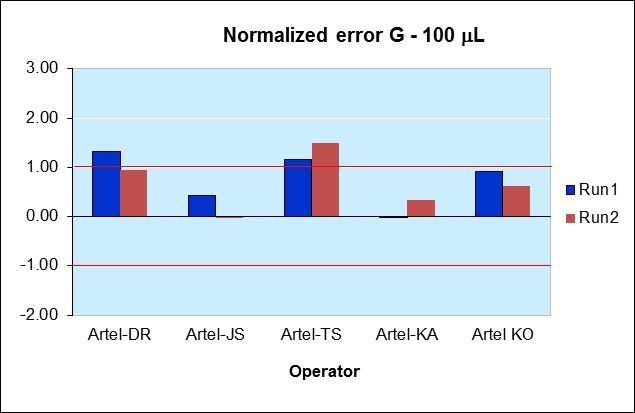 Normalized error G - 100 µL
3.00
2.00
1.00
0.00
-1.00
-2.00
Run1
Run2
Artel-DR Artel-JS Artel-TS Artel-KA Artel KO
Operator